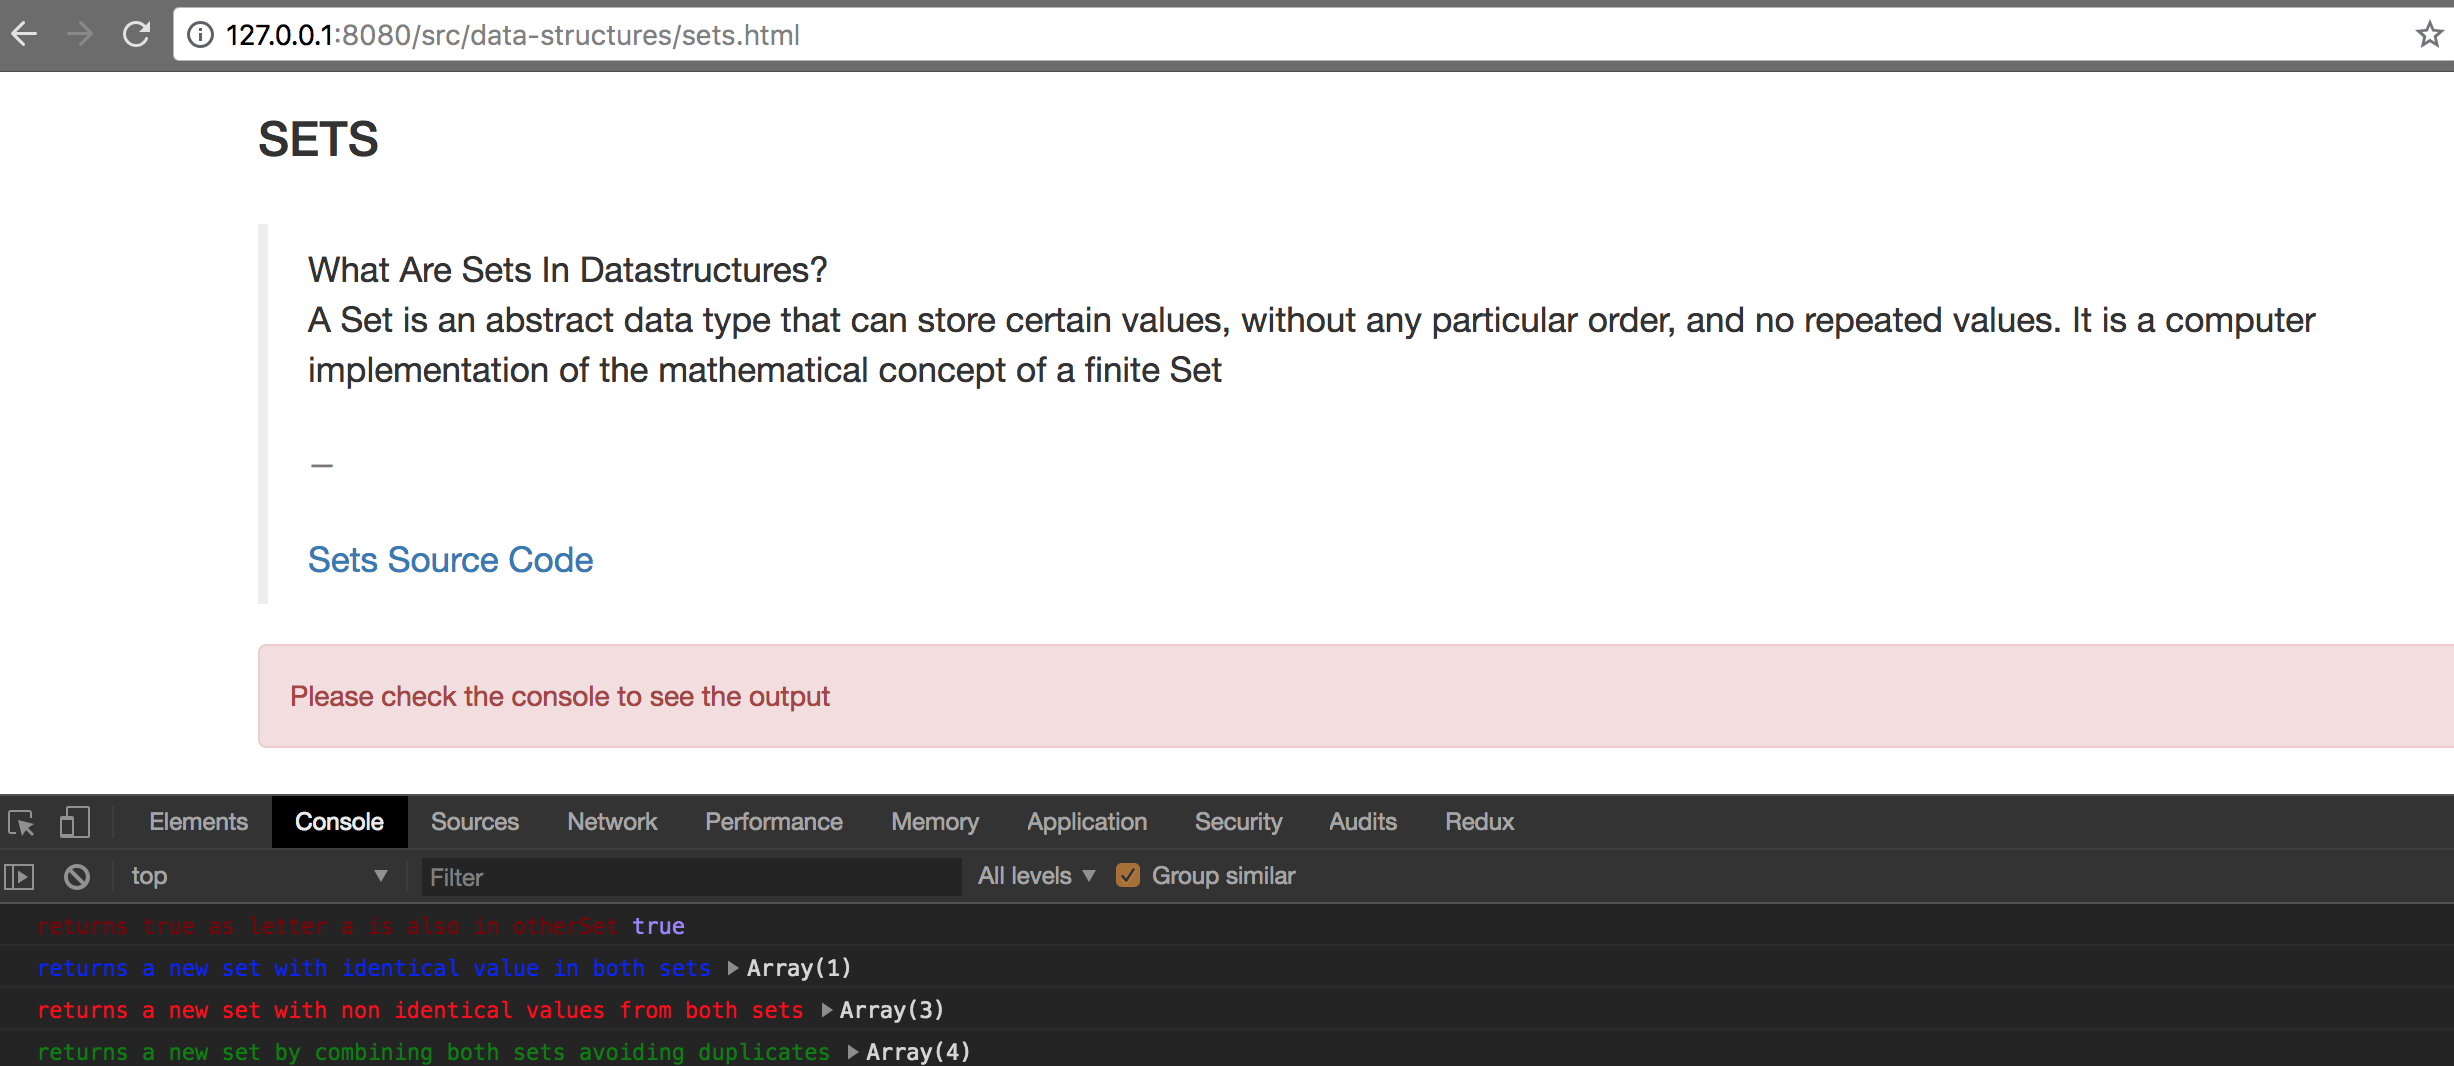 127.0.0.1:8080/src/data-structures/sets.html
SETS
What Are Sets In Datastructures?
A Set is an abstract data type that can store certain values, without any particular order, and no repeated values. It is a computer
implementation of the mathematical concept of a finite Set
—
Sets Source Code
Please check the console to see the output
Elements Console Sources Network Performance Memory Application Security Audits Redux
top Filter All levels Group similar
returns true as letter a is also in otherSet true
returns a new set with identical value in both sets Array(1)
returns a new set with non identical values from both sets Array(3)
returns a new set by combining both sets avoiding duplicates Array(4)